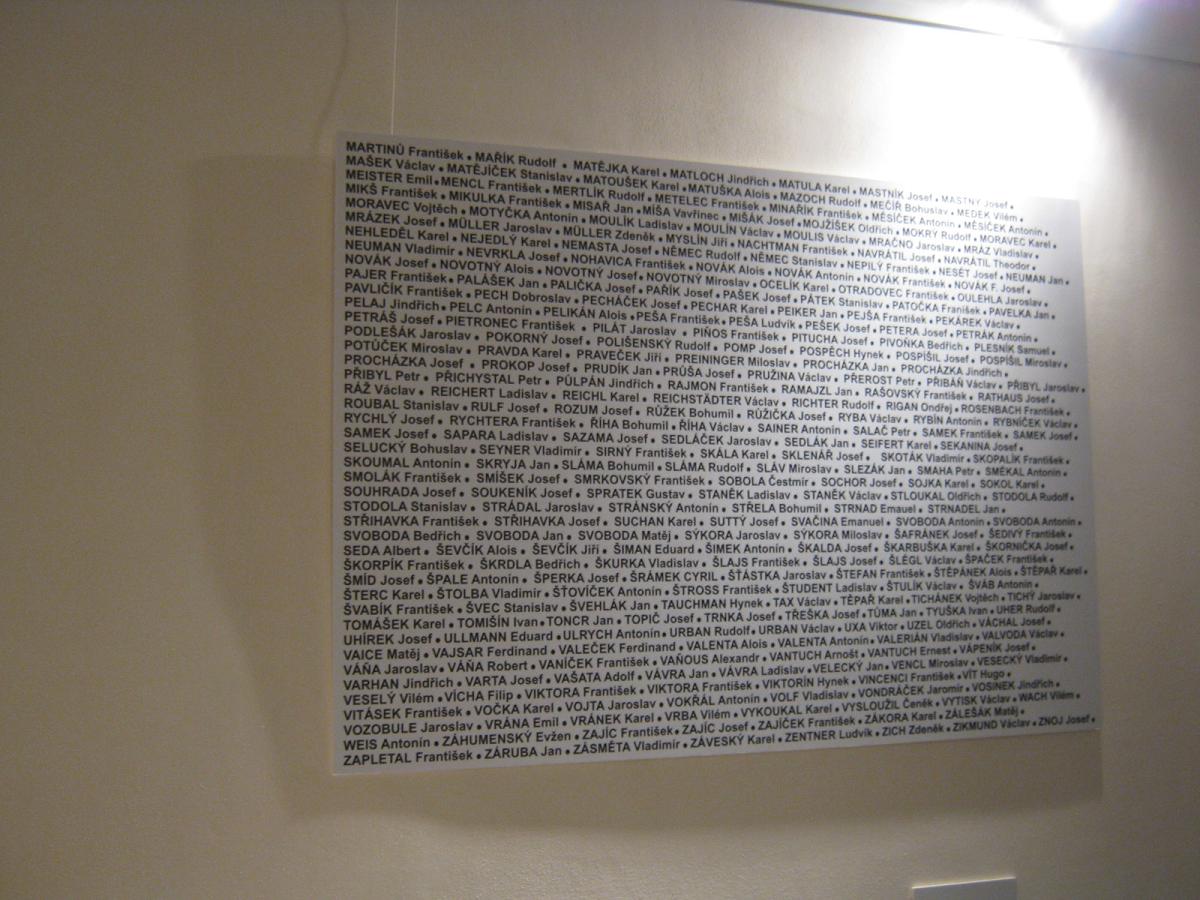 MARTINŮ František • MAŘÍK Rudolf • MATĚJKA Karel • MATLOCH Jindřich • MATULA Karel • MASTNÍK Josef • MASTNÝ Josef •
MAŠEK Václav • MATĚJÍČEK Stanislav • MATOUŠEK Karel • MATUŠKA Alois • MAZOCH Rudolf • MEČÍŘ Bohuslav • MEDEK Vilém •
MEISTER Emil • MENCL František • MERTLÍK Rudolf • METELEC František • MINAŘÍK František • MĚSÍČEK Antonín • MĚSÍČEK Antonín •
MIKŠ František • MIKULKA František • MISAŘ Jan • MÍŠA Vavřinec • MIŠÁK Josef • MOJŽÍŠEK Oldřich • MOKRÝ Rudolf • MORAVEC Karel •
MORAVEC Vojtěch • MOTYČKA Antonín • MOULÍK Ladislav • MOULÍN Václav • MOULIS Václav • MRAČNO Jaroslav • MRÁZ Vladislav •
MRÁZEK Josef • MÜLLER Jaroslav • MÜLLER Zdeněk • MYSLÍN Jiří • NACHTMAN František • NAVRÁTIL Josef • NAVRÁTIL Theodor •
NEHLEDĚL Karel • NEJEDLÝ Karel • NEMASTA Josef • NĚMEC Rudolf • NĚMEC Stanislav • NEPILÝ František • NESÉT Josef • NEUMAN Jan •
NEUMAN Vladimír • NEVRKLA Josef • NOHAVICA František • NOVÁK Alois • NOVÁK Antonín • NOVÁK František • NOVÁK F. Josef •
NOVÁK Josef • NOVOTNÝ Alois • NOVOTNÝ Josef • NOVOTNÝ Miroslav • OCELÍK Karel • OTRADOVEC František • OULEHLA Jaroslav •
PAJER František • PALÁŠEK Jan • PALIČKA Josef • PAŘÍK Josef • PAŠEK Josef • PÁTEK Stanislav • PATOČKA Franišek • PAVELKA Jan •
PAVLIČÍK František • PECH Dobroslav • PECHÁČEK Josef • PECHAR Karel • PEIKER Jan • PEJŠA František • PEKÁREK Václav •
PELAJ Jindřich • PELC Antonín • PELIKÁN Alois • PEŠA František • PEŠA Ludvík • PEŠEK Josef • PETERA Josef • PETRÁK Antonín •
PETRÁŠ Josef • PIETRONEC František • PILÁT Jaroslav • PIŇOS František • PITUCHA Josef • PIVOŇKA Bedřich • PLESNÍK Samuel •
PODLEŠÁK Jaroslav • POKORNÝ Josef • POLIŠENSKÝ Rudolf • POMP Josef • POSPĚCH Hynek • POSPÍŠIL Josef • POSPÍŠIL Miroslav •
POTŮČEK Miroslav • PRAVDA Karel • PRAVEČEK Jiří • PREININGER Miloslav • PROCHÁZKA Jan • PROCHÁZKA Jindřich •
PROCHÁZKA Josef • PROKOP Josef • PRUDÍK Jan • PRŮŠA Josef • PRUŽINA Václav • PŘEROST Petr • PŘIBÁŇ Václav • PŘIBYL Jaroslav •
PŘIBYL Petr • PŘICHYSTAL Petr • PŮLPÁN Jindřich • RAJMON František • RAMAJZL Jan • RAŠOVSKÝ František • RATHAUS Josef •
RÁŽ Václav • REICHERT Ladislav • REICHL Karel • REICHSTÄDTER Václav • RICHTER Rudolf • RIGAN Ondřej • ROSENBACH František •
ROUBAL Stanislav • RULF Josef • ROZUM Josef • RŮŽEK Bohumil • RŮŽIČKA Josef • RYBA Václav • RYBÍN Antonín • RYBNÍČEK Václav •
RYCHLÝ Josef • RYCHTERA František • ŘÍHA Bohumil • ŘÍHA Václav • SAINER Antonín • SALAČ Petr • SAMEK František • SAMEK Josef •
SAMEK Josef • SAPARA Ladislav • SAZAMA Josef • SEDLÁČEK Jaroslav • SEDLÁK Jan • SEIFERT Karel • SEKANINA Josef •
SELUCKÝ Bohuslav • SEYNER Vladimír • SIRNÝ František • SKÁLA Karel • SKLENÁŘ Josef • SKOTÁK Vladimír • SKOPALÍK František •
SKOUMAL Antonín • SKRYJA Jan • SLÁMA Bohumil • SLÁMA Rudolf • SLÁV Miroslav • SLEZÁK Jan • SMAHA Petr • SMÉKAL Antonín •
SMOLÁK František • SMÍŠEK Josef • SMRKOVSKÝ František • SOBOLA Čestmír • SOCHOR Josef • SOJKA Karel • SOKOL Karel •
SOUHRADA Josef • SOUKENÍK Josef • SPRATEK Gustav • STANĚK Ladislav • STANĚK Václav • STLOUKAL Oldřich • STODOLA Rudolf •
STODOLA Stanislav • STRÁDAL Jaroslav • STRÁNSKÝ Antonín • STŘELA Bohumil • STRNAD Emauel • STRNADEL Jan •
STŘIHAVKA František • STŘIHAVKA Josef • SUCHAN Karel • SUTTÝ Josef • SVAČINA Emanuel • SVOBODA Antonín • SVOBODA Antonín •
SVOBODA Bedřich • SVOBODA Jan • SVOBODA Matěj • SÝKORA Jaroslav • SÝKORA Miloslav • ŠAFRÁNEK Josef • ŠEDIVÝ František •
SEDA Albert • ŠEVČÍK Alois • ŠEVČÍK Jiří • ŠIMAN Eduard • ŠIMEK Antonín • ŠKALDA Josef • ŠKARBUŠKA Karel • ŠKORNIČKA Josef •
ŠKORPÍK František • ŠKRDLA Bedřich • ŠKURKA Vladislav • ŠLAJS František • ŠLAJS Josef • ŠLÉGL Václav • ŠPAČEK František •
ŠMÍD Josef • ŠPALE Antonín • ŠPERKA Josef • ŠRÁMEK CYRIL • ŠŤÁSTKA Jaroslav • ŠTEFAN František • ŠTĚPÁNEK Alois • ŠTĚPAŘ Karel •
ŠTERC Karel • ŠTOLBA Vladimír • ŠŤOVÍČEK Antonín • ŠTROSS František • ŠTUDENT Ladislav • ŠTULÍK Václav • ŠVÁB Antonín •
ŠVABÍK František • ŠVEC Stanislav • ŠVEHLÁK Jan • TAUCHMAN Hynek • TAX Václav • TĚPAŘ Karel • TICHÁNEK Vojtěch • TICHÝ Jaroslav •
TOMÁŠEK Karel • TOMIŠÍN Ivan • TONCR Jan • TOPIČ Josef • TRNKA Josef • TŘEŠKA Josef • TŮMA Jan • TYUŠKA Ivan • UHER Rudolf •
UHÍREK Josef • ULLMANN Eduard • ULRYCH Antonín • URBAN Rudolf • URBAN Václav • UXA Viktor • UZEL Oldřich • VÁCHAL Josef •
VAICE Matěj • VAJSAR Ferdinand • VALEČEK Ferdinand • VALENTA Alois • VALENTA Antonín • VALERIÁN Vladislav • VALVODA Václav •
VÁŇA Jaroslav • VÁŇA Robert • VANÍČEK František • VAŇOUS Alexandr • VANTUCH Arnošt • VANTUCH Ernest • VÁPENÍK Josef •
VARHAN Jindřich • VARTA Josef • VAŠATA Adolf • VÁVRA Jan • VÁVRA Ladislav • VELECKÝ Jan • VENCL Miroslav • VESECKÝ Vladimír •
VESELÝ Vilém • VÍCHA Filip • VIKTORA František • VIKTORA František • VIKTORÍN Hynek • VINCENCI František • VÍT Hugo •
VITÁSEK František • VOČKA Karel • VOJTA Jaroslav • VOKŘÁL Antonín • VOLF Vladislav • VONDRÁČEK Jaromír • VOSINEK Jindřich •
VOZOBULE Jaroslav • VRÁNA Emil • VRÁNEK Karel • VRBA Vilém • VYKOUKAL Karel • VYSLOUŽIL Čeněk • VYTISK Václav • WACH Vilém •
WEIS Antonín • ZÁHUMENSKÝ Evžen • ZAJÍC František • ZAJÍC Josef • ZAJÍČEK František • ZÁKORA Karel • ZÁLEŠÁK Matěj •
ZAPLETAL František • ZÁRUBA Jan • ZÁSMĚTA Vladimír • ZÁVESKÝ Karel • ZENTNER Ludvík • ZICH Zdeněk • ZIKMUND Václav • ZNOJ Josef •